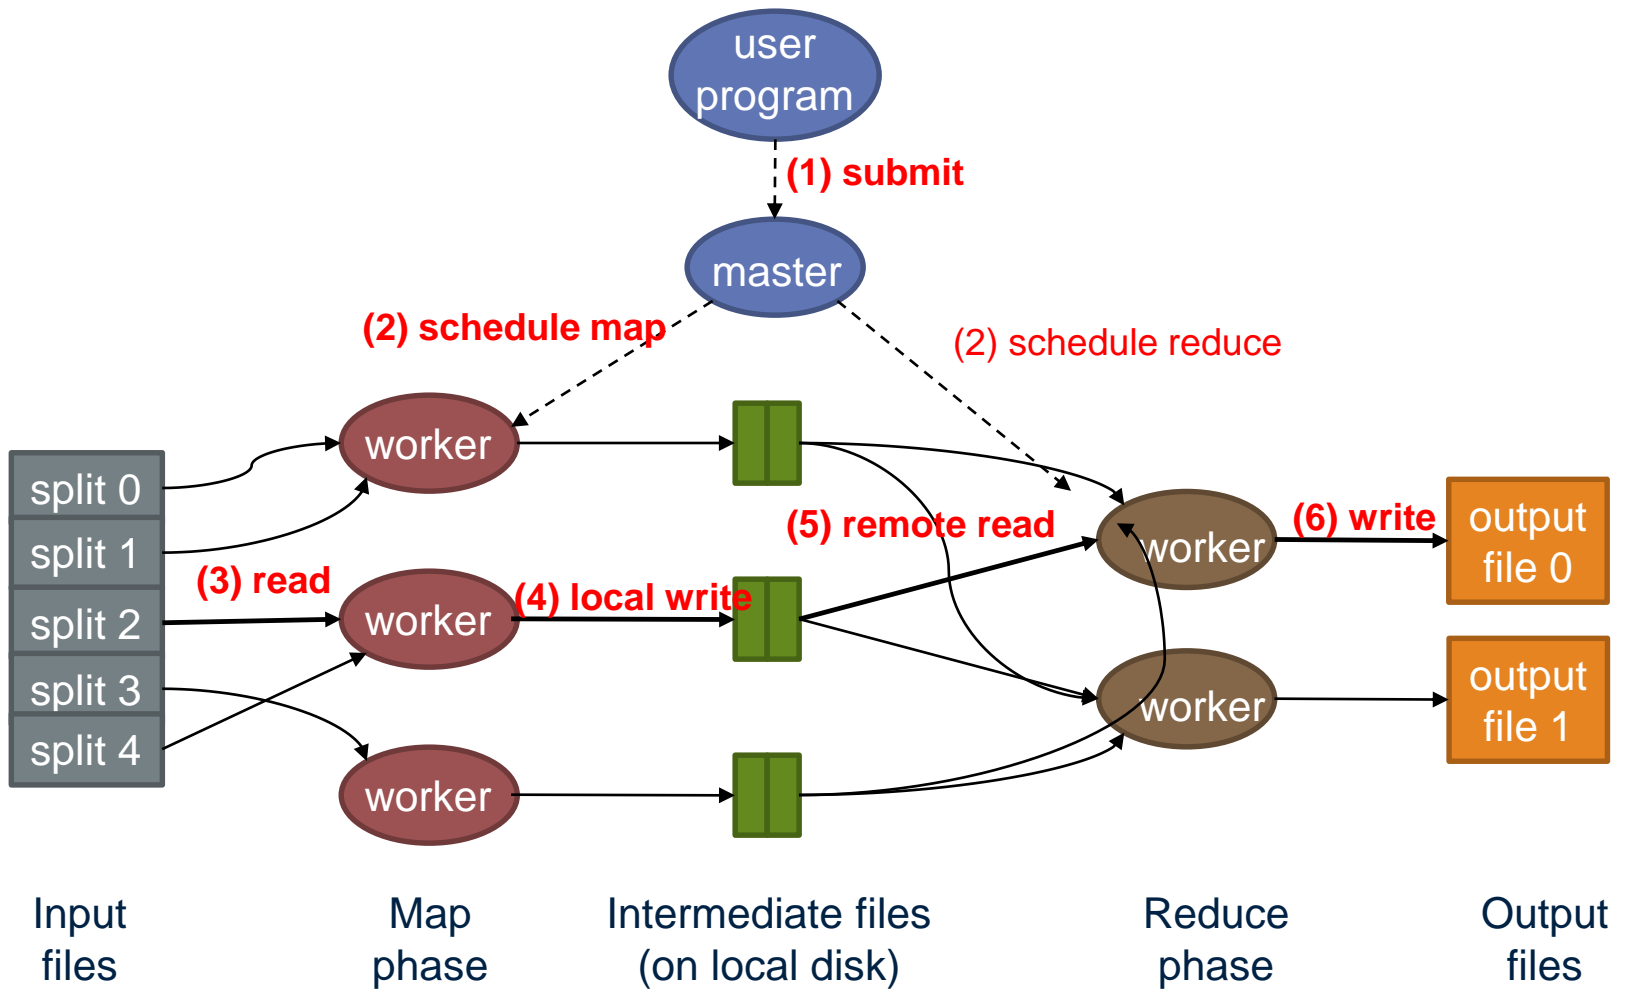 user
program
(1) submit
master
(2) schedule map
(2) schedule reduce
worker
split 0
split 1
split 2
split 3
split 4
(3) read
worker
(4) local write
worker
(5) remote read
worker
worker
(6) write
output
file 0
output
file 1
Input
files
Map
phase
Intermediate files
(on local disk)
Reduce
phase
Output
files